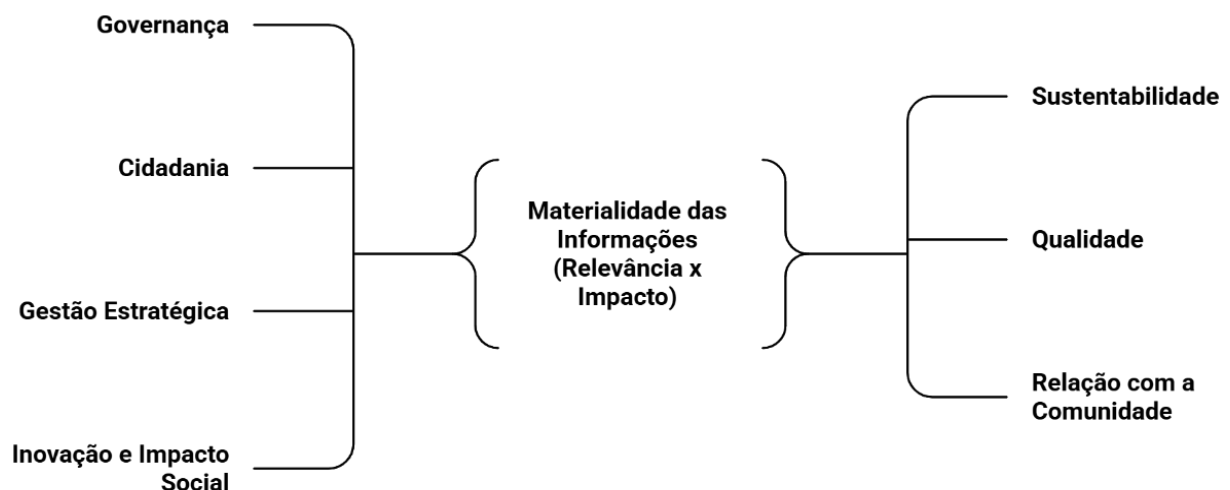 Governança
Cidadania
Gestão Estratégica
Inovação e Impacto
Social
Materialidade das
Informações
(Relevância x
Impacto)
Sustentabilidade
Qualidade
Relação com a
Comunidade